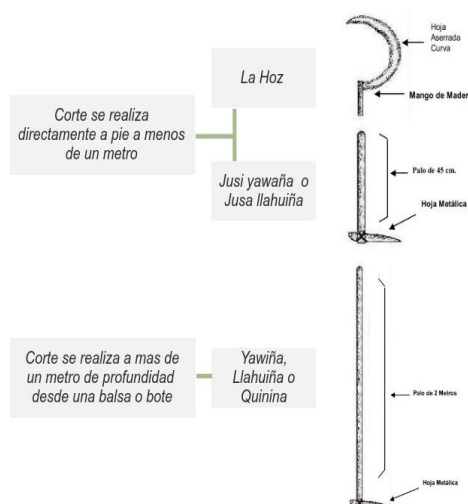 Hoja
Aserrada
Curva
La Hoz
Mango de Mader
Corte se realiza
directamente a pie a menos
de un metro
Jusi yawaña o
Jusa llahuiña
Palo de 45 cm.
Hoja Metálica
Corte se realiza a mas de
un metro de profundidad
desde una balsa o bote
Yawiña,
Llahuiña o
Quinina
Palo de 2 Metros
Hoja Metálica